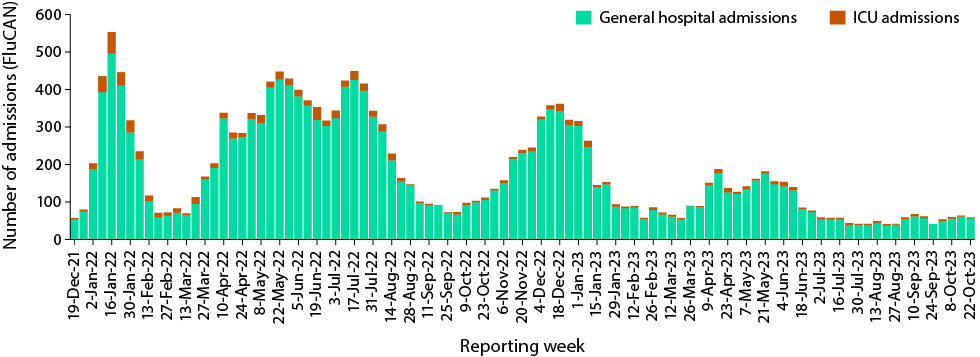 Number of admissions (FluCAN)
600
500
400
300
200
100
0
General hospital admissions
ICU admissions
19-Dec-21
2-Jan-22
16-Jan-22
30-Jan-22
13-Feb-22
27-Feb-22
13-Mar-22
27-Mar-22
10-Apr-22
24-Apr-22
8-May-22
22-May-22
5-Jun-22
19-Jun-22
3-Jul-22
17-Jul-22
31-Jul-22
14-Aug-22
28-Aug-22
11-Sep-22
25-Sep-22
9-Oct-22
23-Oct-22
6-Nov-22
20-Nov-22
4-Dec-22
18-Dec-22
1-Jan-23
15-Jan-23
29-Jan-23
12-Feb-23
26-Feb-23
12-Mar-23
26-Mar-23
9-Apr-23
23-Apr-23
7-May-23
21-May-23
4-Jun-23
18-Jun-23
2-Jul-23
16-Jul-23
30-Jul-23
13-Aug-23
27-Aug-23
10-Sep-23
24-Sep-23
8-Oct-23
22-Oct-23
Reporting week